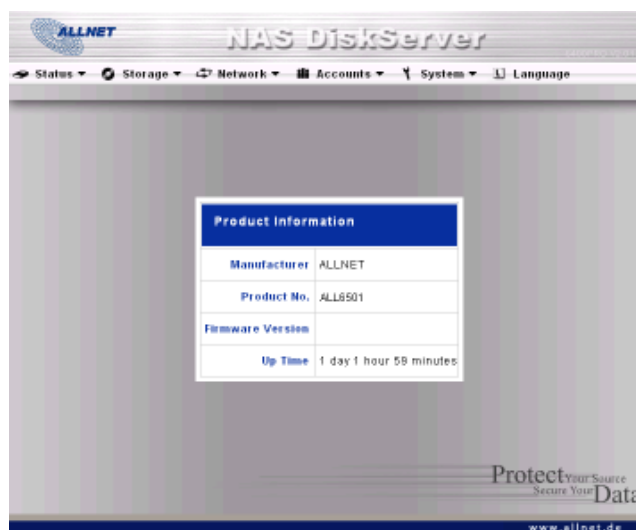 ALLNET
NAS DiskServer
Status Storage Network Accounts System Language
Product Information
Manufacturer ALLNET
Product No. ALL6501
Firmware Version
Up Time 1 day 1 hour 59 minutes
Protect Your Source
Secure Your Data
www.allnet.de